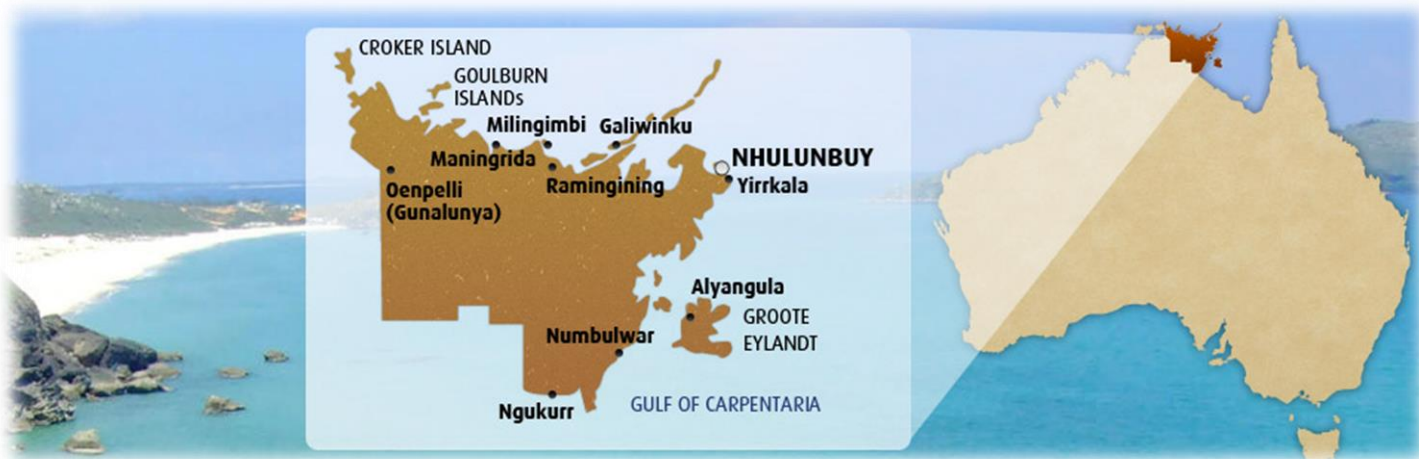 CROKER ISLAND
GOULBURN
ISLANDs
Milingimbi
Galiwinku
Maningrida
NHULUNBUY
Oenpelli
(Gunalunya)
Ramingining
Yirrkala
Alyangula
GROOTE
EYLANDT
Numbulwar
Ngukurr
GULF OF CARPENTARIA